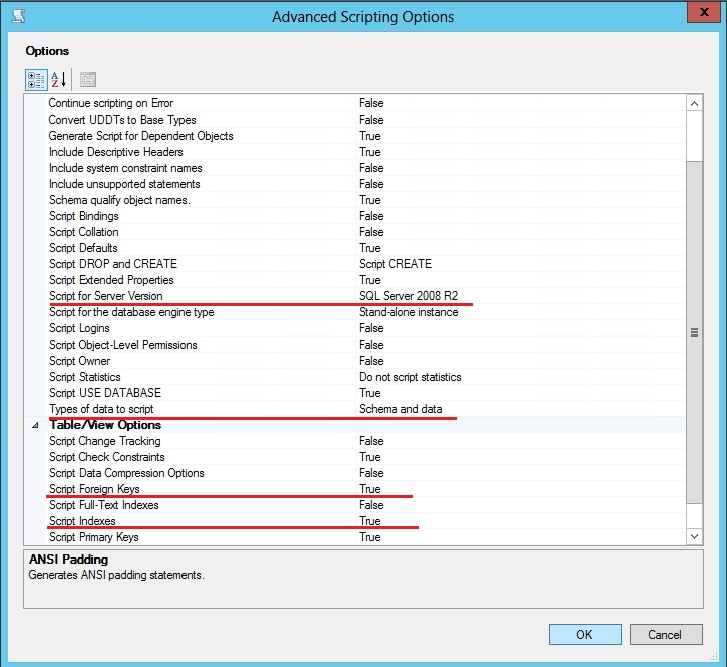 Advanced Scripting Options
x
Options
Continue scripting on Error False
Convert UDDTs to Base Types False
Generate Script for Dependent Objects True
Include Descriptive Headers True
Include system constraint names False
Include unsupported statements False
Schema qualify object names. True
Script Bindings False
Script Collation False
Script Defaults True
Script DROP and CREATE Script CREATE
Script Extended Properties True
Script for Server Version SQL Server 2008 R2
Script for the database engine type Stand-alone instance
Script Logins False
Script Object-Level Permissions False
Script Owner False
Script Statistics Do not script statistics
Script USE DATABASE True
Types of data to script Schema and data
Table/View Options
Script Change Tracking False
Script Check Constraints True
Script Data Compression Options False
Script Foreign Keys True
Script Full-Text Indexes False
Script Indexes True
Script Primary Keys True
ANSI Padding
Generates ANSI padding statements.
OK Cancel